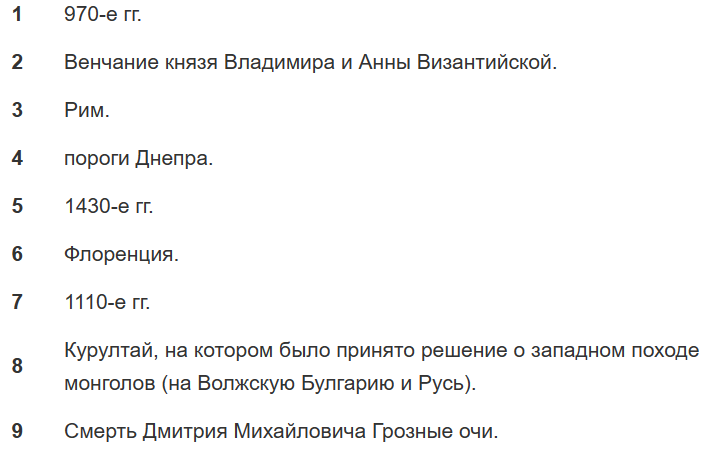 1 970-е гг.
2 Венчание князя Владимира и Анны Византийской.
3 Рим.
4 пороги Днепра.
5 1430-е гг.
6 Флоренция.
7 1110-е гг.
8 Курултай, на котором было принято решение о западном походе
монголов (на Волжскую Булгарию и Русь).
9 Смерть Дмитрия Михайловича Грозные очи.